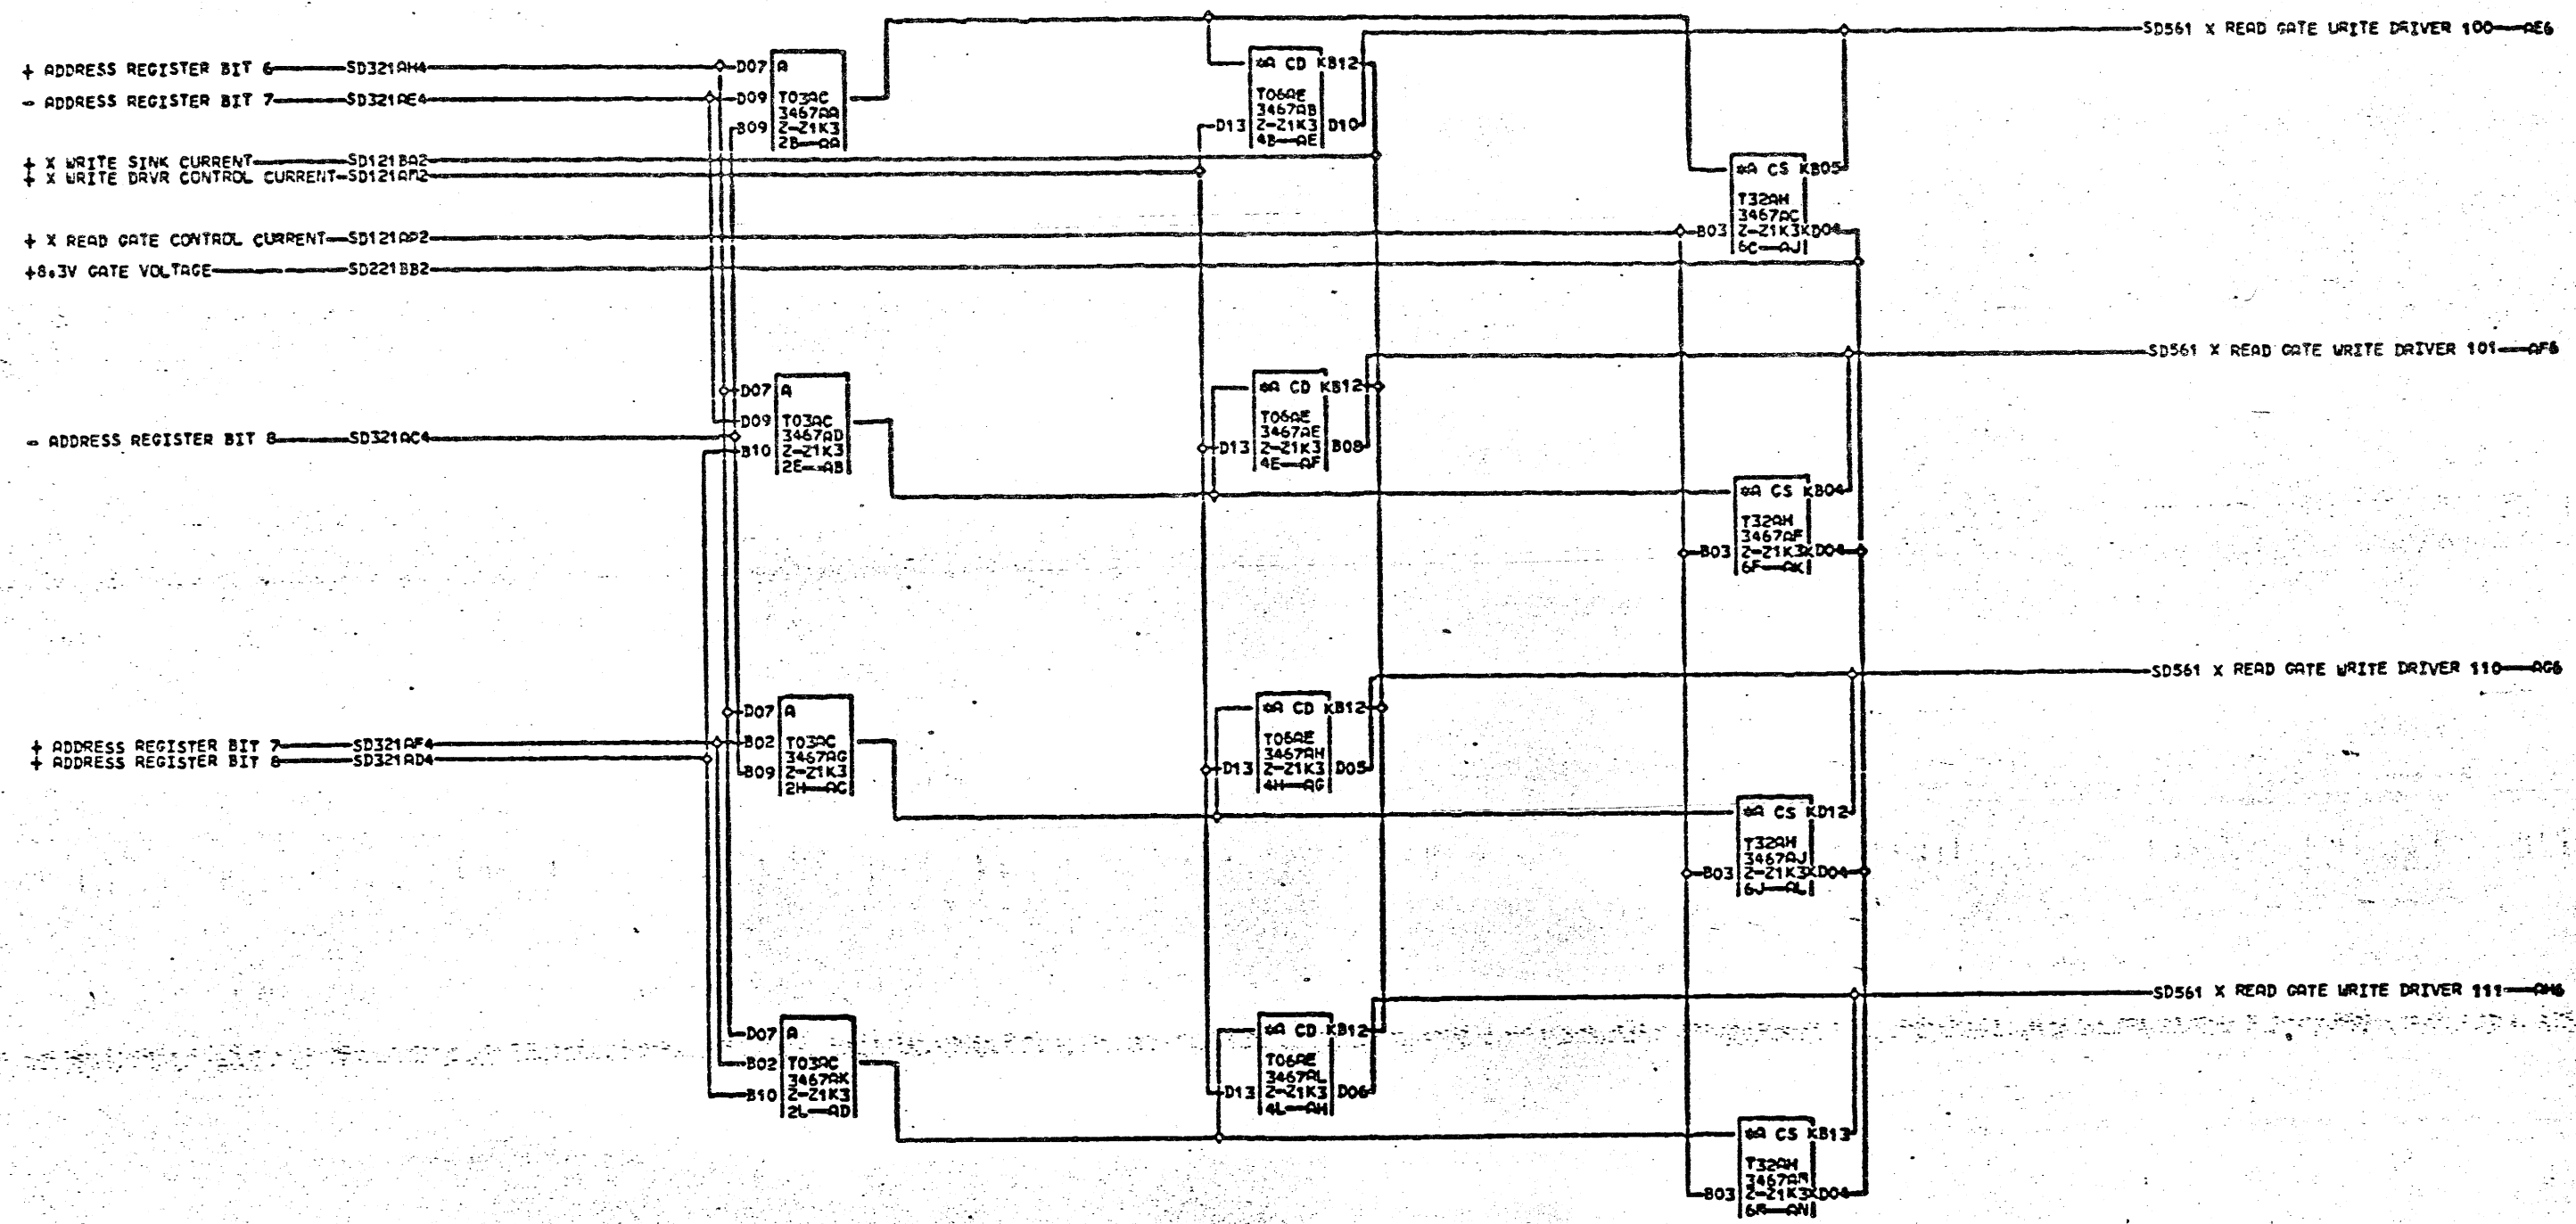 SD561 X READ GATE WRITE DRIVER 100 AE6
+ ADDRESS REGISTER BIT 6 SD321AH4
- ADDRESS REGISTER BIT 7 SD321AE4
+ X WRITE SINK CURRENT SD121BA2
+ X WRITE DRVR CONTROL CURRENT SD121AM2
+ X READ GATE CONTROL CURRENT SD121AP2
+8.3V GATE VOLTAGE SD221BB2
D07 A
D09 T03AC
3467AA
B09 Z-Z1K3
2B AA
*A CD KB12
T06AE
3467AB
D13 Z-Z1K3 D10
4B AE
*A CS KB05
T32AH
3467AC
B03 Z-Z1K3XD04
6C AJ
SD561 X READ GATE WRITE DRIVER 101 AF6
- ADDRESS REGISTER BIT 8 SD321AC4
D07 A
D09 T03AC
3467AD
B10 Z-Z1K3
2E AB
*A CD KB12
T06AE
3467AE
D13 Z-Z1K3 B08
4E AF
*A CS KB04
T32AH
3467AF
B03 Z-Z1K3XD04
6F AK
SD561 X READ GATE WRITE DRIVER 110 AG6
+ ADDRESS REGISTER BIT 7 SD321AF4
+ ADDRESS REGISTER BIT 8 SD321AD4
D07 A
B02 T03AC
3467AG
B09 Z-Z1K3
2H AC
*A CD KB12
T06AE
3467AH
D13 Z-Z1K3 D05
4H AG
*A CS KD12
T32AH
3467AJ
B03 Z-Z1K3XD04
6J AL
SD561 X READ GATE WRITE DRIVER 111 AH6
D07 A
B02 T03AC
3467AK
B10 Z-Z1K3
2L AD
*A CD KB12
T06AE
3467AL
D13 Z-Z1K3 D06
4L AH
*A CS KB13
T32AH
3467AM
B03 Z-Z1K3XD04
6M AN